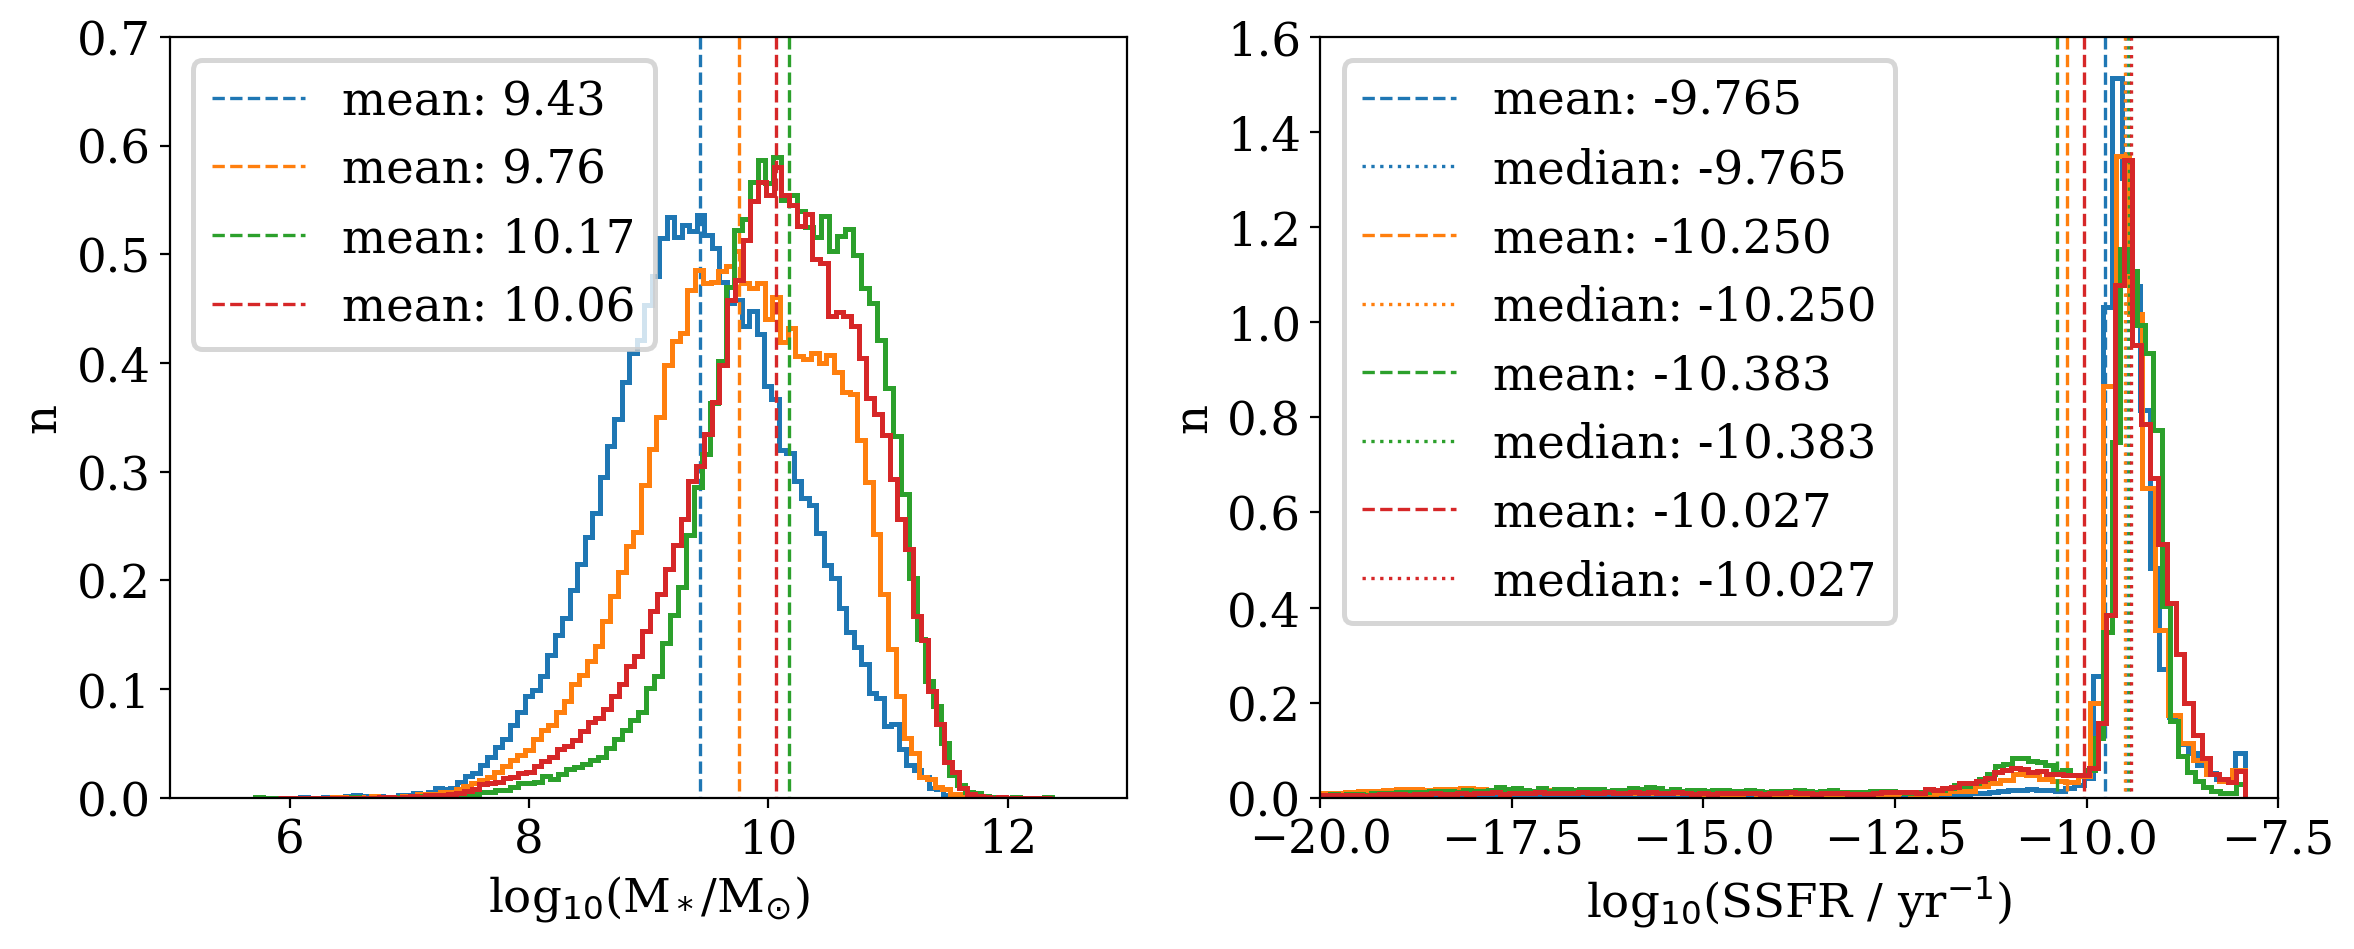 0.7
0.6
0.5
0.4
0.3
0.2
0.1
0.0
n
mean: 9.43
mean: 9.76
mean: 10.17
mean: 10.06
6 8 10 12
log₁₀(M∗/M⊙)
1.6
1.4
1.2
1.0
0.8
0.6
0.4
0.2
0.0
n
mean: -9.765
median: -9.765
mean: -10.250
median: -10.250
mean: -10.383
median: -10.383
mean: -10.027
median: -10.027
−20.0 −17.5 −15.0 −12.5 −10.0 −7.5
log₁₀(SSFR / yr⁻¹)